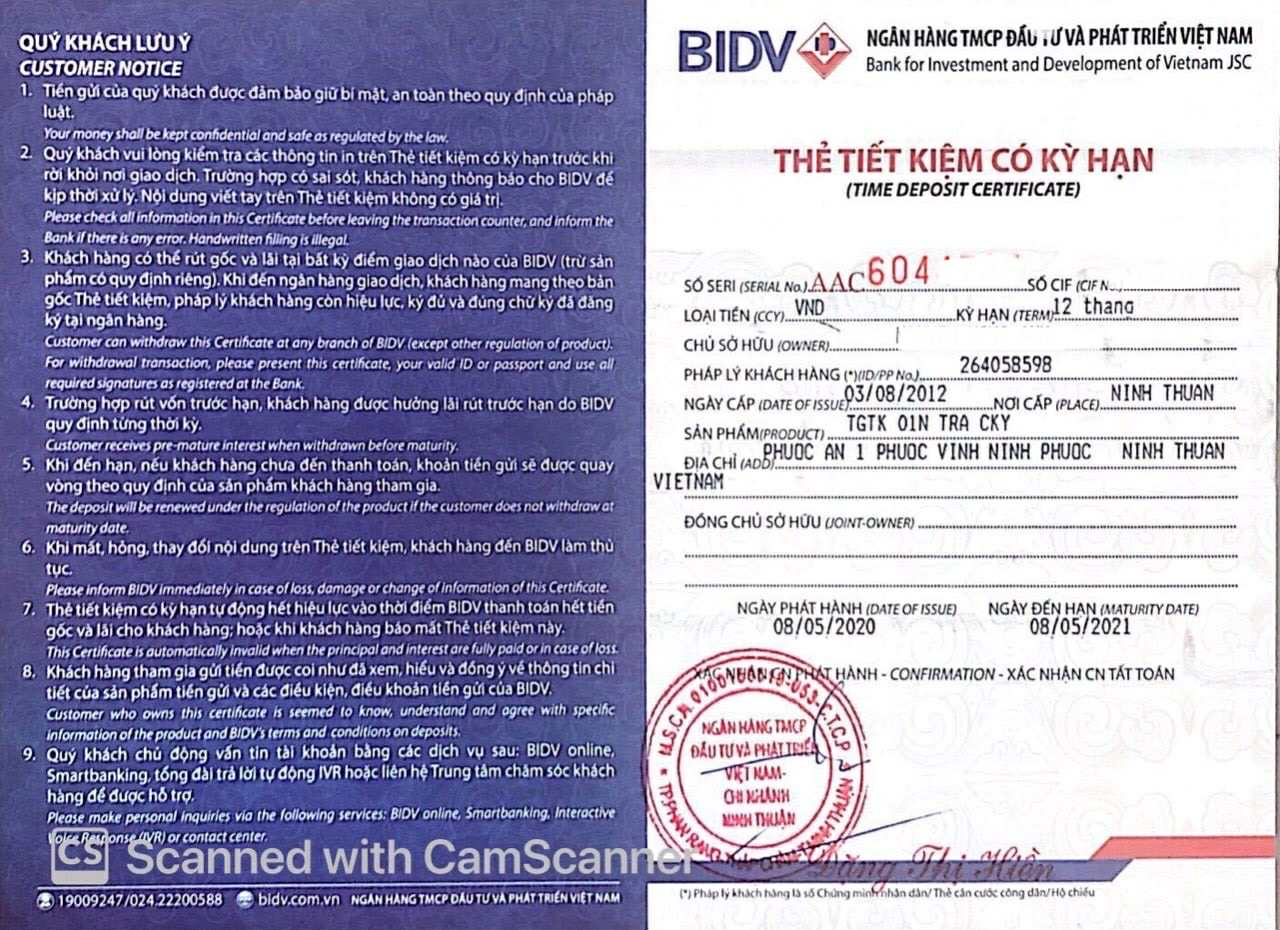 QUÝ KHÁCH LƯU Ý
CUSTOMER NOTICE
1. Tiền gửi của quý khách được đảm bảo giữ bí mật, an toàn theo quy định của pháp
luật.
Your money shall be kept confidential and safe as regulated by the law.
2. Quý khách vui lòng kiểm tra các thông tin in trên Thẻ tiết kiệm có kỳ hạn trước khi
rời khỏi nơi giao dịch. Trường hợp có sai sót, khách hàng thông báo cho BIDV để
kịp thời xử lý. Nội dung viết tay trên Thẻ tiết kiệm không có giá trị.
Please check all information in this Certificate before leaving the transaction counter, and inform the
Bank if there is any error. Handwritten filling is illegal.
3. Khách hàng có thể rút gốc và lãi tại bất kỳ điểm giao dịch nào của BIDV (trừ sản
phẩm có quy định riêng). Khi đến ngân hàng giao dịch, khách hàng mang theo bản
gốc Thẻ tiết kiệm, pháp lý khách hàng còn hiệu lực, ký đủ và đúng chữ ký đã đăng
ký tại ngân hàng.
Customer can withdraw this Certificate at any branch of BIDV (except other regulation of product).
For withdrawal transaction, please present this certificate, your valid ID or passport and use all
required signatures as registered at the Bank.
4. Trường hợp rút vốn trước hạn, khách hàng được hưởng lãi rút trước hạn do BIDV
quy định từng thời kỳ.
Customer receives pre-mature interest when withdrawn before maturity.
5. Khi đến hạn, nếu khách hàng chưa đến thanh toán, khoản tiền gửi sẽ được quay
vòng theo quy định của sản phẩm khách hàng tham gia.
The deposit will be renewed under the regulation of the product if the customer does not withdraw at
maturity date.
6. Khi mất, hỏng, thay đổi nội dung trên Thẻ tiết kiệm, khách hàng đến BIDV làm thủ
tục.
Please inform BIDV immediately in case of loss, damage or change of information of this Certificate.
7. Thẻ tiết kiệm có kỳ hạn tự động hết hiệu lực vào thời điểm BIDV thanh toán hết tiền
gốc và lãi cho khách hàng; hoặc khi khách hàng báo mất Thẻ tiết kiệm này.
This Certificate is automatically invalid when the principal and interest are fully paid or in case of loss.
8. Khách hàng tham gia gửi tiền được coi như đã xem, hiểu và đồng ý về thông tin chi
tiết của sản phẩm tiền gửi và các điều kiện, điều khoản tiền gửi của BIDV.
Customer who owns this certificate is seemed to know, understand and agree with specific
information of the product and BIDV's terms and conditions on deposits.
9. Quý khách chủ động vấn tin tài khoản bằng các dịch vụ sau: BIDV online,
Smartbanking, tổng đài trả lời tự động IVR hoặc liên hệ Trung tâm chăm sóc khách
hàng để được hỗ trợ.
Please make personal inquiries via the following services: BIDV online, Smartbanking, Interactive
Voice Response (IVR) or contact center.
CS Scanned with CamScanner
19009247/024.22200588 bidv.com.vn NGÂN HÀNG TMCP ĐẦU TƯ VÀ PHÁT TRIỂN VIỆT NAM
BIDV NGÂN HÀNG TMCP ĐẦU TƯ VÀ PHÁT TRIỂN VIỆT NAM
Bank for Investment and Development of Vietnam JSC
THẺ TIẾT KIỆM CÓ KỲ HẠN
(TIME DEPOSIT CERTIFICATE)
SỐ SERI (SERIAL No.) AAC604 SỐ CIF (CIF N
LOẠI TIỀN (CCY) VND KỲ HẠN (TERM) 12 thang
CHỦ SỞ HỮU (OWNER)
PHÁP LÝ KHÁCH HÀNG (*)(ID/PP No.) 264058598
NGÀY CẤP (DATE OF ISSUE) 03/08/2012 NƠI CẤP (PLACE) NINH THUAN
SẢN PHẨM(PRODUCT) TGTK 01N TRA CKY
ĐỊA CHỈ (ADD) PHUOC AN 1 PHUOC VINH NINH PHUOC NINH THUAN
VIETNAM
ĐỒNG CHỦ SỞ HỮU (JOINT-OWNER)
NGÀY PHÁT HÀNH (DATE OF ISSUE) NGÀY ĐẾN HẠN (MATURITY DATE)
08/05/2020 08/05/2021
XÁC NHẬN CN PHÁT HÀNH - CONFIRMATION - XÁC NHẬN CN TẤT TOÁN
NGÂN HÀNG TMCP
ĐẦU TƯ VÀ PHÁT TRIỂN
VIỆT NAM-
CHI NHÁNH
NINH THUẬN
Đặng Thị Hiền
(*) Pháp lý khách hàng là số Chứng minh nhân dân/ Thẻ căn cước công dân/ Hộ chiếu